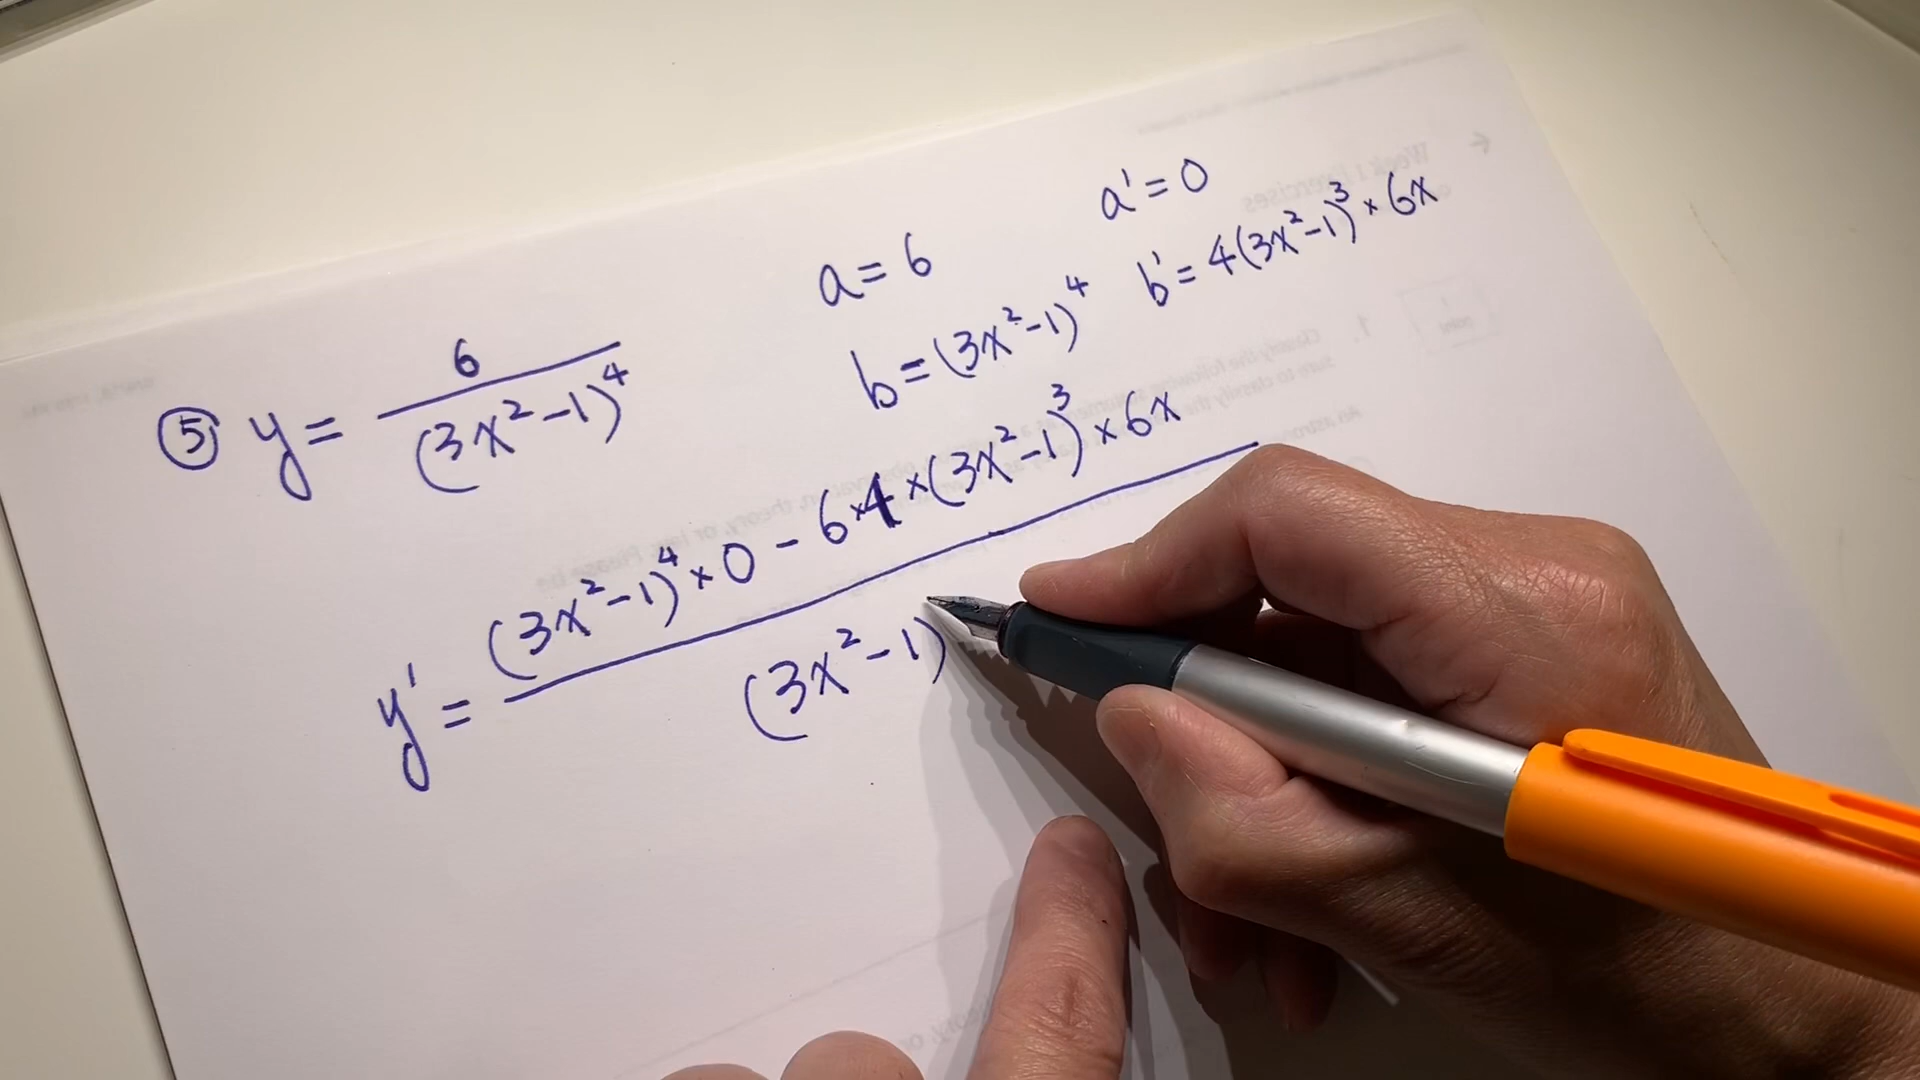 a = 6    a' = 0
b = (3x² - 1)⁴    b' = 4(3x² - 1)³ × 6x
⑤ y = 6 / (3x² - 1)⁴
y' = (3x² - 1)⁴ × 0 - 6 × 4 × (3x² - 1)³ × 6x / (3x² - 1)